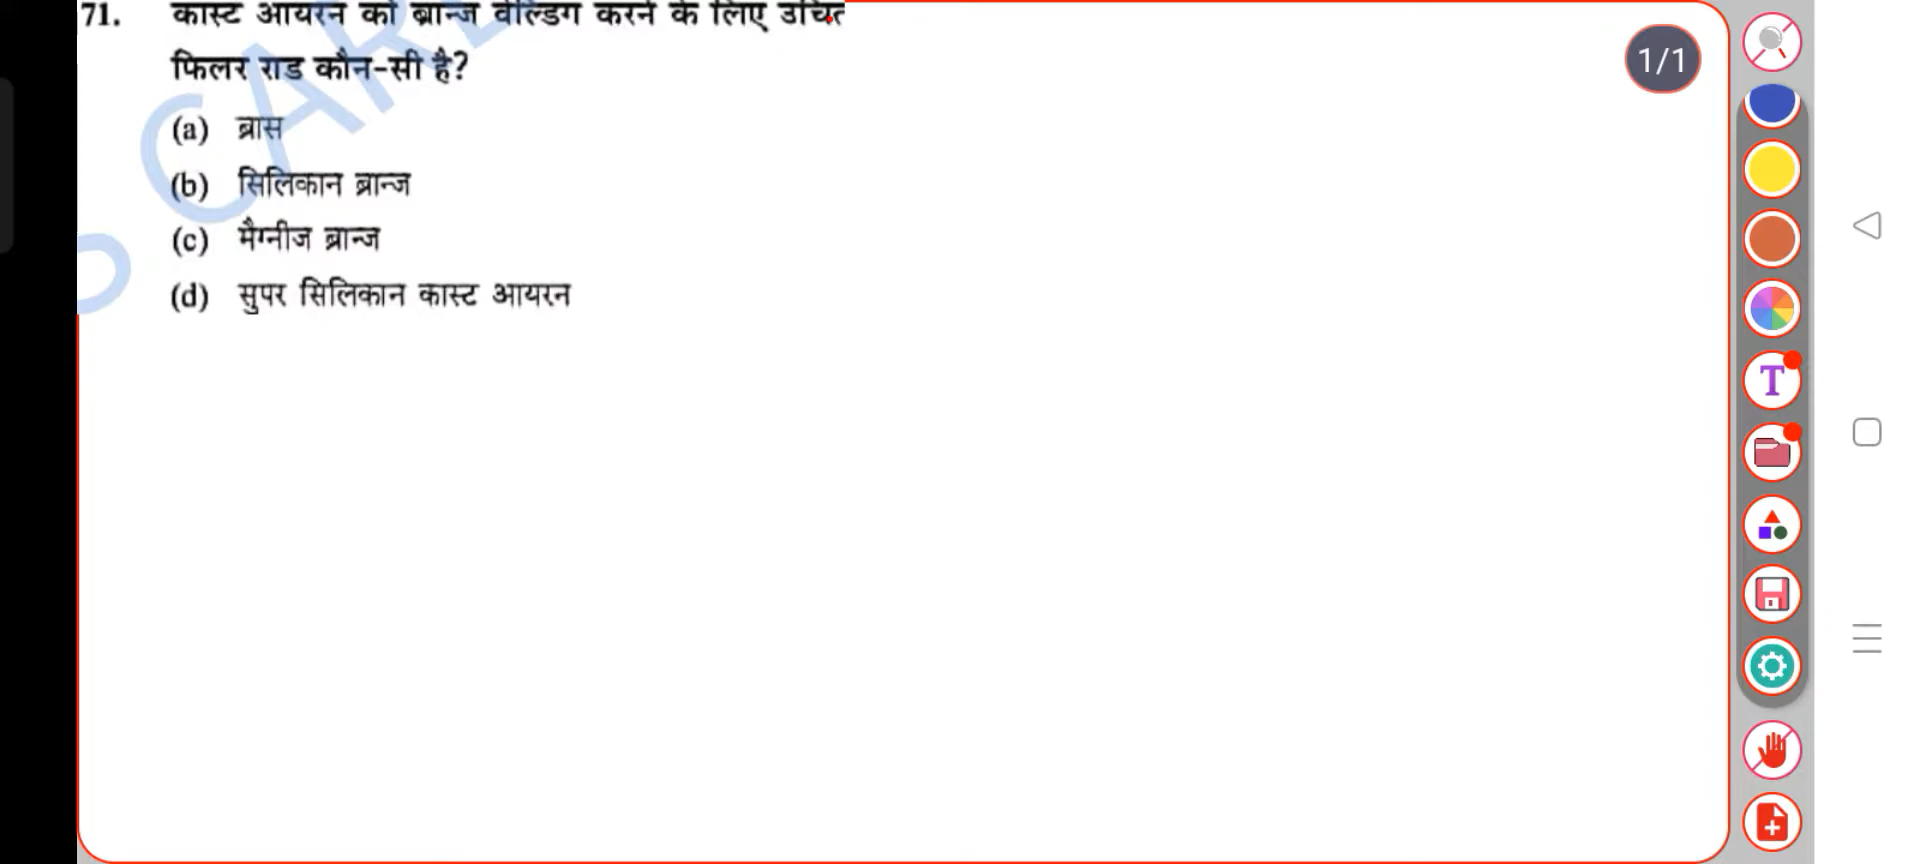 71. कास्ट आयरन को ब्रान्ज वेल्डिंग करने के लिए उचित
फिलर राड कौन-सी है?
(a) ब्रास
(b) सिलिकान ब्रान्ज
(c) मैग्नीज ब्रान्ज
(d) सुपर सिलिकान कास्ट आयरन
1/1
T